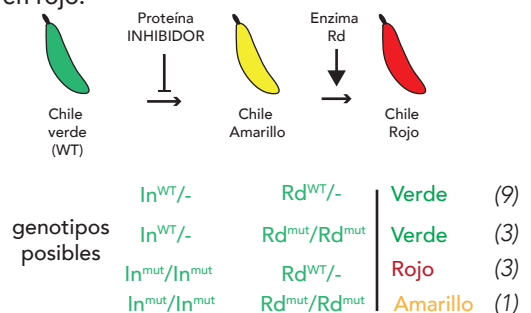 en rojo.
Proteína Enzima
INHIBIDOR Rd
Chile Chile Chile
verde Amarillo Rojo
(WT)
In^WT/- Rd^WT/- Verde (9)
genotipos In^WT/- Rd^mut/Rd^mut Verde (3)
posibles In^mut/In^mut Rd^WT/- Rojo (3)
In^mut/In^mut Rd^mut/Rd^mut Amarillo (1)